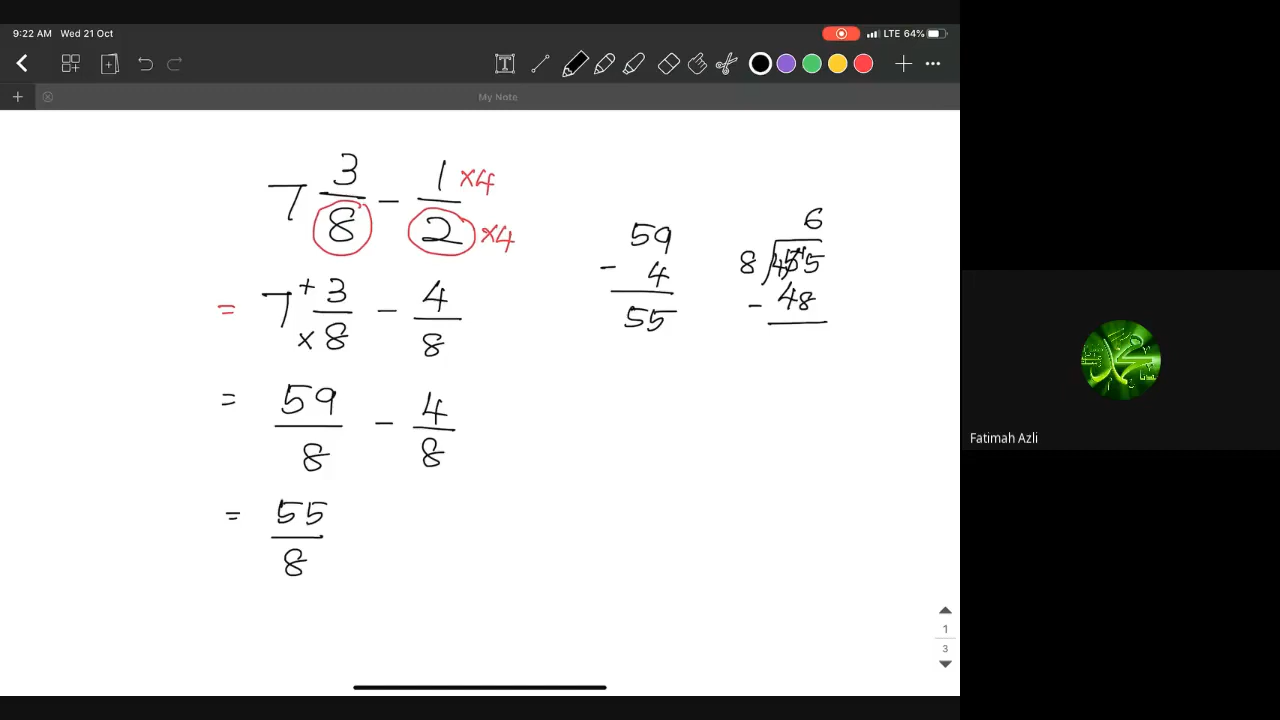 9:22 AM Wed 21 Oct
LTE 64%
My Note
7 3/8 - 1/2 ×4 ×4
= 7 + 3/8 × - 4/8
= 59/8 - 4/8
= 55/8
59
- 4
55
6
8
- 48
1
3
Fatimah Azli